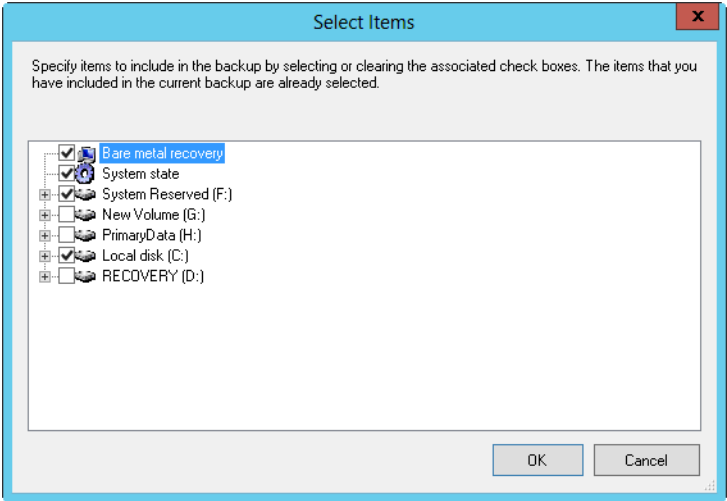 Select Items
x
Specify items to include in the backup by selecting or clearing the associated check boxes. The items that you
have included in the current backup are already selected.
Bare metal recovery
System state
System Reserved (F:)
New Volume (G:)
PrimaryData (H:)
Local disk (C:)
RECOVERY (D:)
OK
Cancel